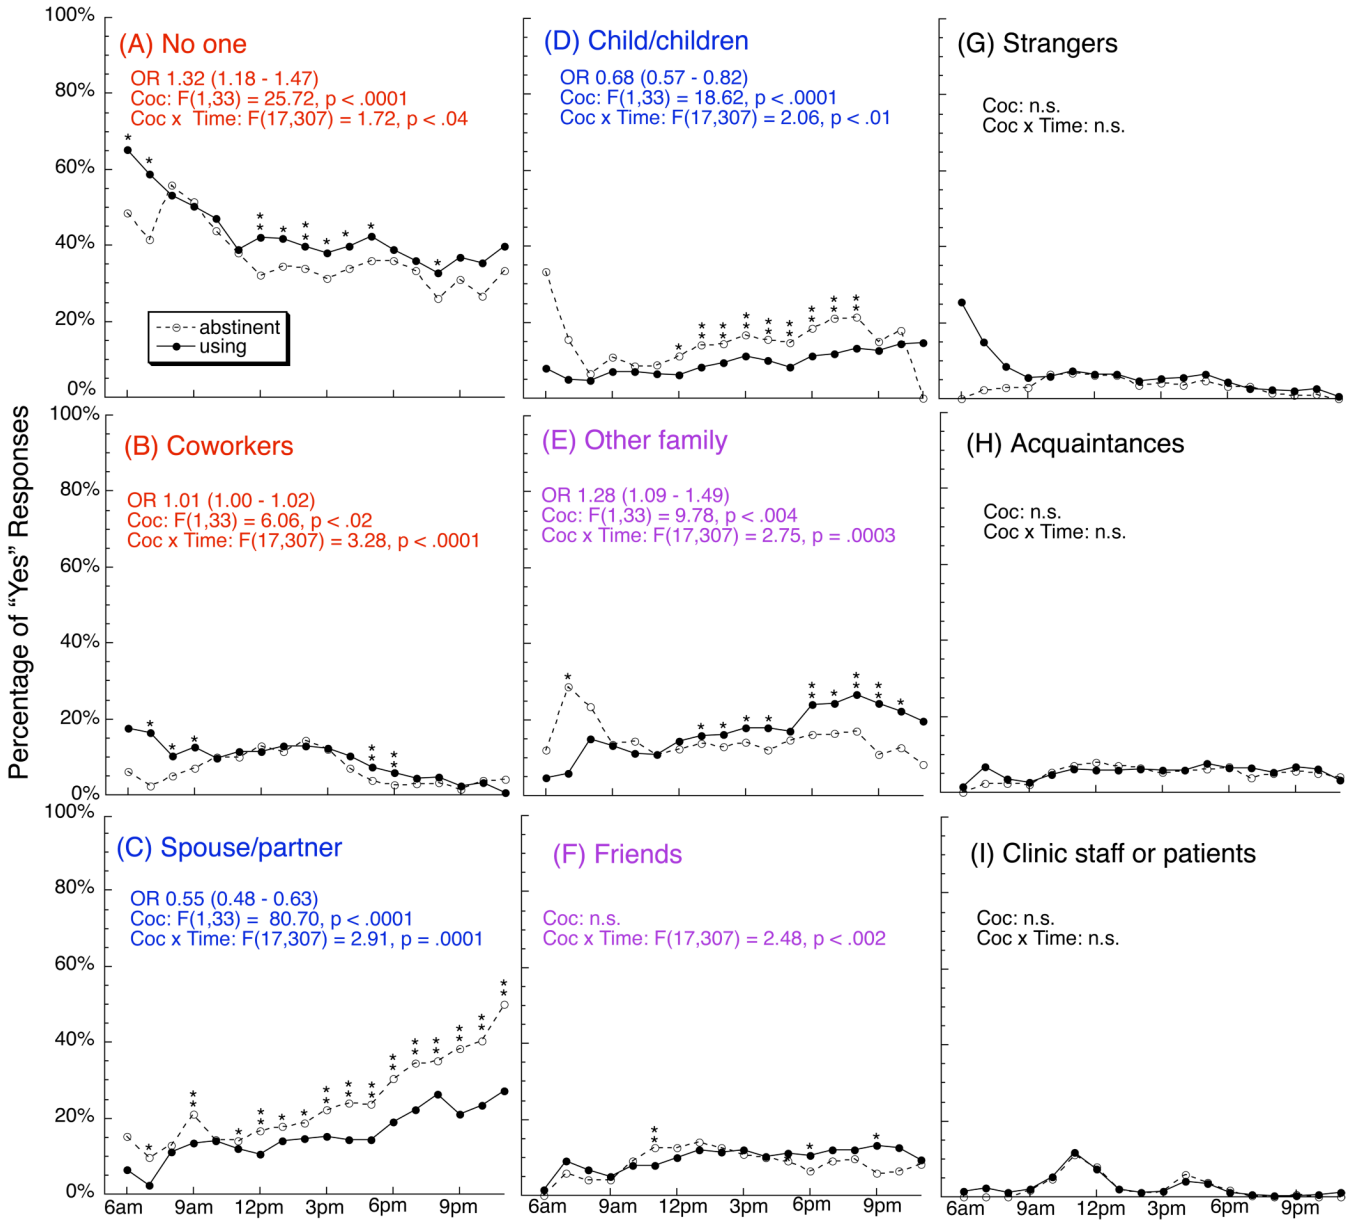 Percentage of “Yes” Responses
100%
80%
60%
40%
20%
0%
(A) No one
OR 1.32 (1.18 - 1.47)
Coc: F(1,33) = 25.72, p < .0001
Coc x Time: F(17,307) = 1.72, p < .04
* * * * * * * * * * *
abstinent
using
(D) Child/children
OR 0.68 (0.57 - 0.82)
Coc: F(1,33) = 18.62, p < .0001
Coc x Time: F(17,307) = 2.06, p < .01
* * * * * * * * * * * * * * * * *
(G) Strangers
Coc: n.s.
Coc x Time: n.s.
100%
80%
60%
40%
20%
0%
(B) Coworkers
OR 1.01 (1.00 - 1.02)
Coc: F(1,33) = 6.06, p < .02
Coc x Time: F(17,307) = 3.28, p < .0001
* * * * * * *
(E) Other family
OR 1.28 (1.09 - 1.49)
Coc: F(1,33) = 9.78, p < .004
Coc x Time: F(17,307) = 2.75, p = .0003
* * * * * * * * * * * * *
(H) Acquaintances
Coc: n.s.
Coc x Time: n.s.
100%
80%
60%
40%
20%
0%
(C) Spouse/partner
OR 0.55 (0.48 - 0.63)
Coc: F(1,33) = 80.70, p < .0001
Coc x Time: F(17,307) = 2.91, p = .0001
* * * * * * * * * * * * * * * * * * * * * * * * * *
6am
12pm
3pm
6pm
9pm
(F) Friends
Coc: n.s.
Coc x Time: F(17,307) = 2.48, p < .002
* * * *
6am
12pm
3pm
6pm
9pm
(I) Clinic staff or patients
Coc: n.s.
Coc x Time: n.s.
6am
12pm
3pm
6pm
9pm